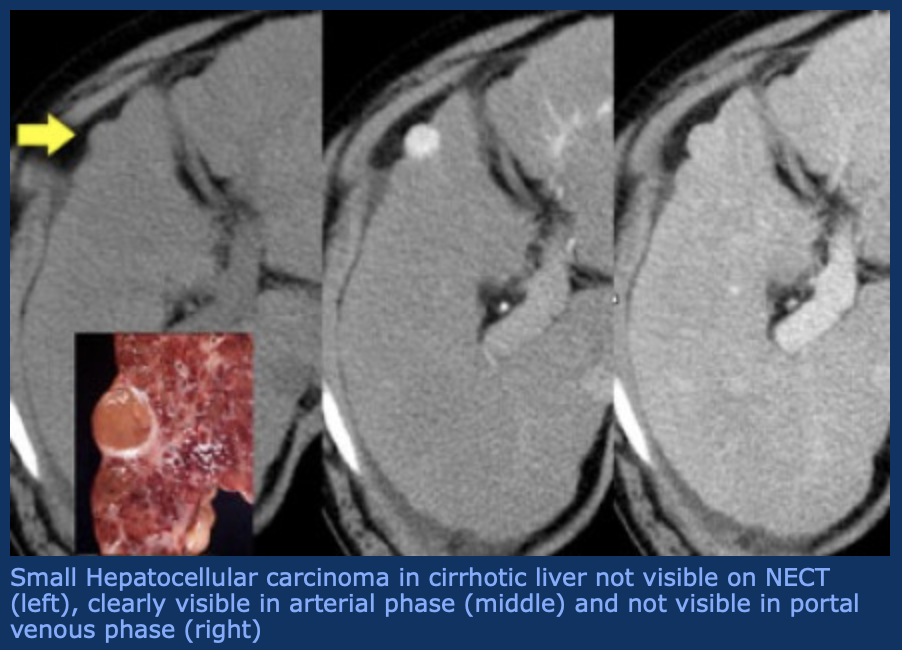 Small Hepatocellular carcinoma in cirrhotic liver not visible on NECT
(left), clearly visible in arterial phase (middle) and not visible in portal
venous phase (right)